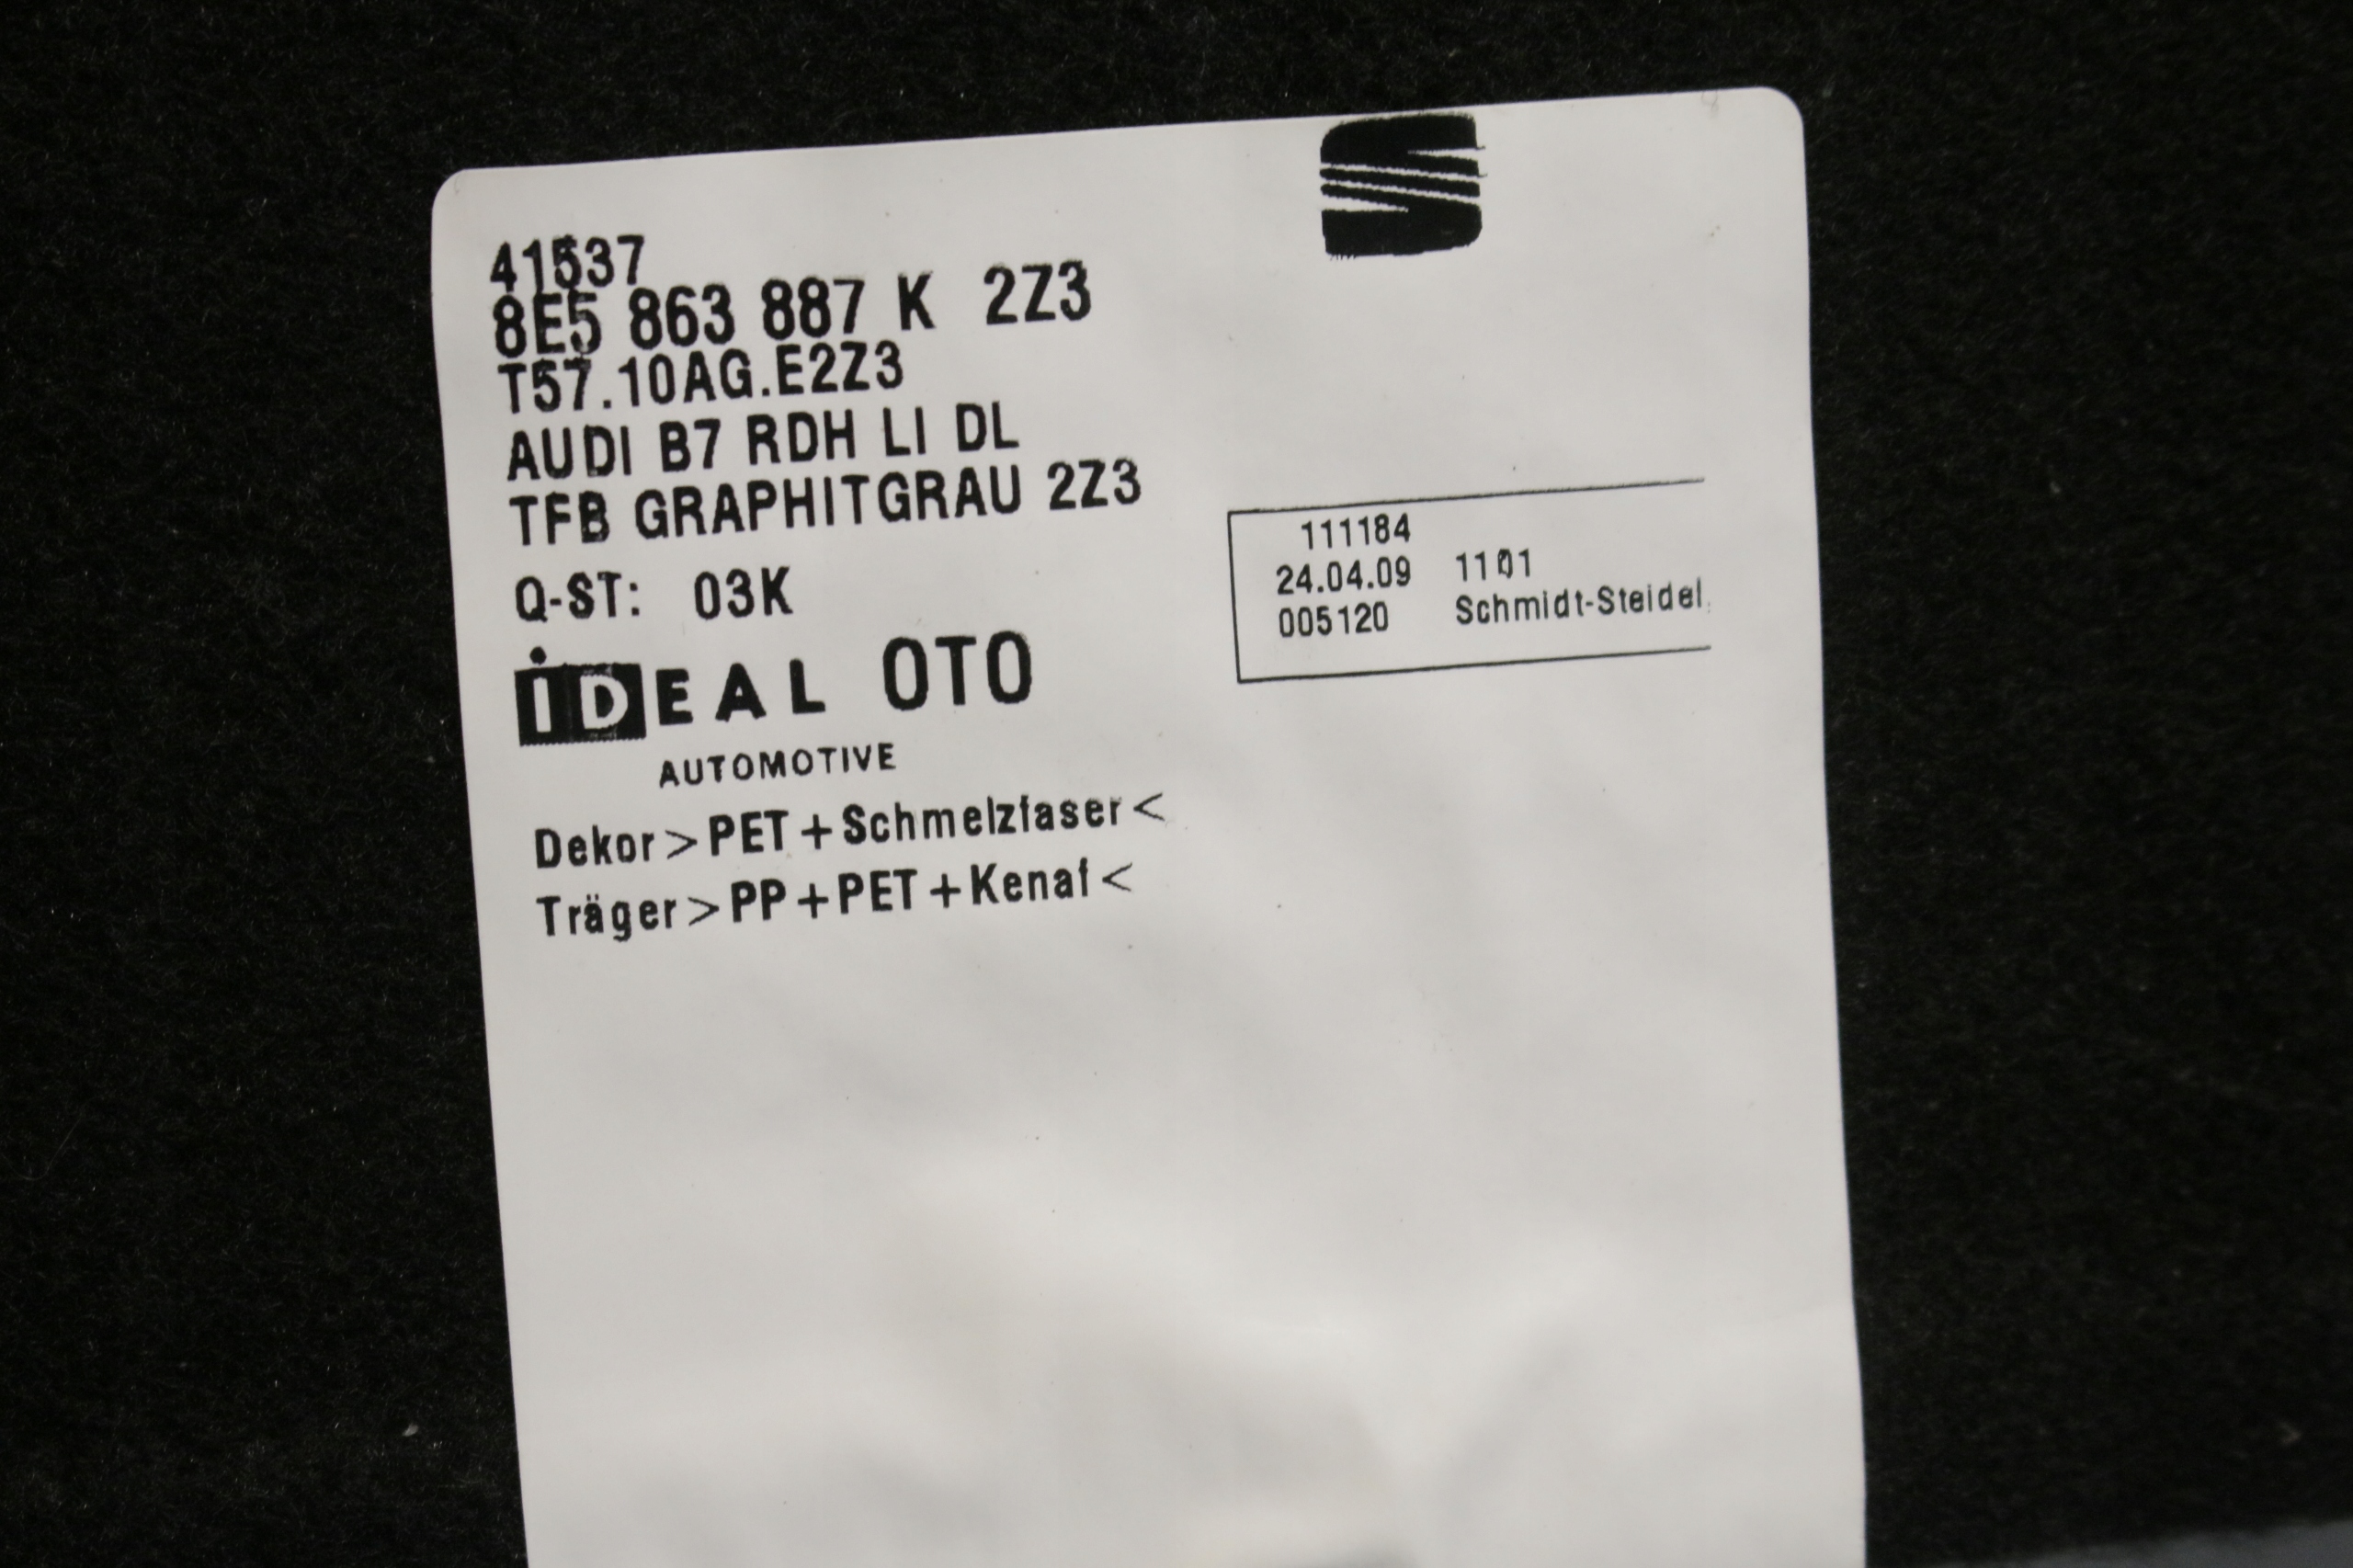 41537
8E5 863 887 K 2Z3
T57.10AG.E2Z3
AUDI B7 RDH LI DL
TFB GRAPHITGRAU 2Z3
Q-ST: 03K
iDEAL OTO
AUTOMOTIVE
Dekor>PET+Schmelzfaser<
Träger>PP+PET+Kenaf<
111184
24.04.09 1101
005120 Schmidt-Steidel